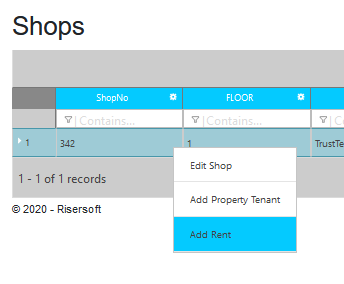 Shops
ShopNo FLOOR
Contains... Contains... Con
1 342 1 TrustTe
Edit Shop
1 - 1 of 1 records
Add Property Tenant
© 2020 - Risersoft
Add Rent